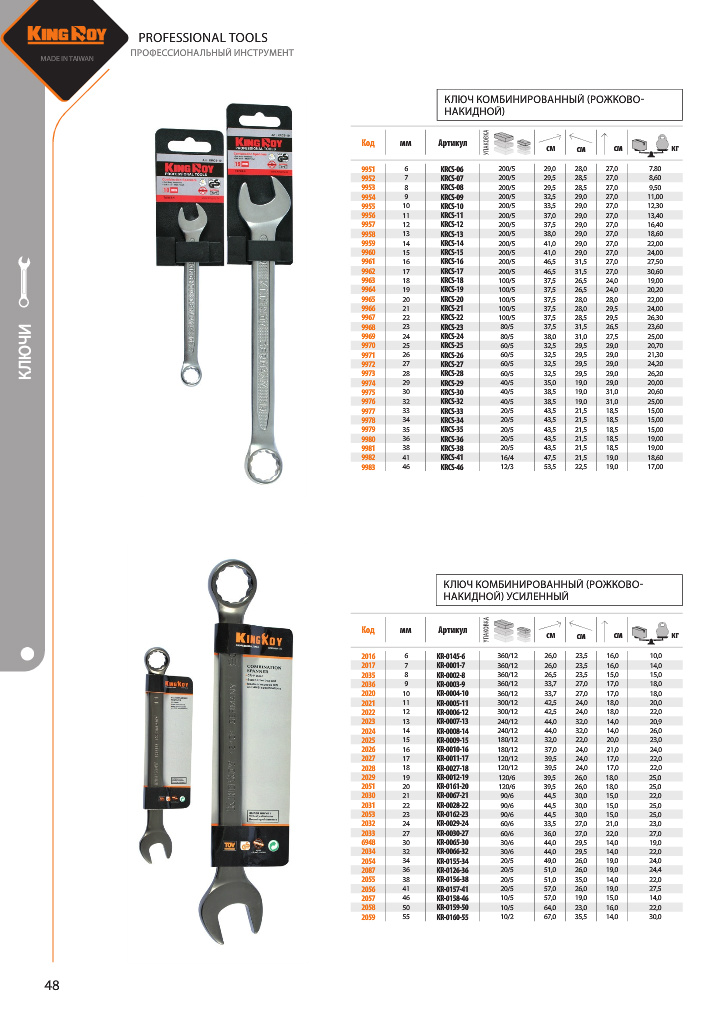 KING ROY
MADE IN TAIWAN
PROFESSIONAL TOOLS
ПРОФЕССИОНАЛЬНЫЙ ИНСТРУМЕНТ
КЛЮЧИ
КЛЮЧ КОМБИНИРОВАННЫЙ (РОЖКОВО-
НАКИДНОЙ)
Код мм Артикул УПАКОВКА см см см кг
9951 6 KRCS-06 200/5 29,0 28,0 27,0 7,80
9952 7 KRCS-07 200/5 29,5 28,5 27,0 8,60
9953 8 KRCS-08 200/5 29,5 28,5 27,0 9,50
9954 9 KRCS-09 200/5 32,5 29,0 27,0 11,00
9955 10 KRCS-10 200/5 33,5 29,0 27,0 12,30
9956 11 KRCS-11 200/5 37,0 29,0 27,0 13,40
9957 12 KRCS-12 200/5 37,5 29,0 27,0 16,40
9958 13 KRCS-13 200/5 38,0 29,0 27,0 18,60
9959 14 KRCS-14 200/5 41,0 29,0 27,0 22,00
9960 15 KRCS-15 200/5 41,0 29,0 27,0 24,00
9961 16 KRCS-16 200/5 46,5 31,5 27,0 27,50
9962 17 KRCS-17 200/5 46,5 31,5 27,0 30,60
9963 18 KRCS-18 100/5 37,5 26,5 24,0 19,00
9964 19 KRCS-19 100/5 37,5 26,5 24,0 20,20
9965 20 KRCS-20 100/5 37,5 28,0 28,0 22,00
9966 21 KRCS-21 100/5 37,5 28,0 29,5 24,00
9967 22 KRCS-22 100/5 37,5 28,5 29,5 26,30
9968 23 KRCS-23 80/5 37,5 31,5 26,5 23,60
9969 24 KRCS-24 80/5 38,0 31,0 27,5 25,00
9970 25 KRCS-25 60/5 32,5 29,5 29,0 20,70
9971 26 KRCS-26 60/5 32,5 29,5 29,0 21,30
9972 27 KRCS-27 60/5 32,5 29,5 29,0 24,20
9973 28 KRCS-28 60/5 32,5 29,5 29,0 26,20
9974 29 KRCS-29 40/5 35,0 19,0 29,0 20,00
9975 30 KRCS-30 40/5 38,5 19,0 31,0 20,60
9976 32 KRCS-32 40/5 38,5 19,0 31,0 25,00
9977 33 KRCS-33 20/5 43,5 21,5 18,5 15,00
9978 34 KRCS-34 20/5 43,5 21,5 18,5 15,00
9979 35 KRCS-35 20/5 43,5 21,5 18,5 15,00
9980 36 KRCS-36 20/5 43,5 21,5 18,5 19,00
9981 38 KRCS-38 20/5 43,5 21,5 18,5 19,00
9982 41 KRCS-41 16/4 47,5 21,5 19,0 18,60
9983 46 KRCS-46 12/3 53,5 22,5 19,0 17,00
КЛЮЧ КОМБИНИРОВАННЫЙ (РОЖКОВО-
НАКИДНОЙ) УСИЛЕННЫЙ
Код мм Артикул УПАКОВКА см см см кг
2016 6 KR-0145-6 360/12 26,0 23,5 16,0 10,0
2017 7 KR-0001-7 360/12 26,0 23,5 16,0 14,0
2035 8 KR-0002-8 360/12 26,5 23,5 15,0 15,0
2036 9 KR-0003-9 360/12 33,7 27,0 17,0 18,0
2020 10 KR-0004-10 360/12 33,7 27,0 17,0 18,0
2021 11 KR-0005-11 300/12 42,5 24,0 18,0 20,0
2022 12 KR-0006-12 300/12 42,5 24,0 18,0 22,0
2023 13 KR-0007-13 240/12 44,0 32,0 14,0 20,9
2024 14 KR-0008-14 240/12 44,0 32,0 14,0 26,0
2025 15 KR-0009-15 180/12 32,0 22,0 20,0 23,0
2026 16 KR-0010-16 180/12 37,0 24,0 21,0 24,0
2027 17 KR-0011-17 120/12 39,5 24,0 17,0 22,0
2028 18 KR-0027-18 120/12 39,5 24,0 17,0 22,0
2029 19 KR-0012-19 120/6 39,5 26,0 18,0 25,0
2051 20 KR-0161-20 120/6 39,5 26,0 18,0 25,0
2030 21 KR-0067-21 90/6 44,5 30,0 15,0 22,0
2031 22 KR-0028-22 90/6 44,5 30,0 15,0 25,0
2053 23 KR-0162-23 90/6 44,5 30,0 15,0 25,0
2032 24 KR-0029-24 60/6 33,5 27,0 21,0 23,0
2033 27 KR-0030-27 60/6 36,0 27,0 22,0 27,0
6948 30 KR-0065-30 30/6 44,0 29,5 14,0 19,0
2034 32 KR-0066-32 30/6 44,0 29,5 14,0 22,0
2054 34 KR-0155-34 20/5 49,0 26,0 19,0 24,0
2087 36 KR-0126-36 20/5 51,0 26,0 19,0 24,4
2055 38 KR-0156-38 20/5 51,0 35,0 14,0 22,0
2056 41 KR-0157-41 20/5 57,0 26,0 19,0 27,5
2057 46 KR-0158-46 10/5 57,0 19,0 15,0 14,0
2058 50 KR-0159-50 10/5 64,0 23,0 16,0 22,0
2059 55 KR-0160-55 10/2 67,0 35,5 14,0 30,0
48